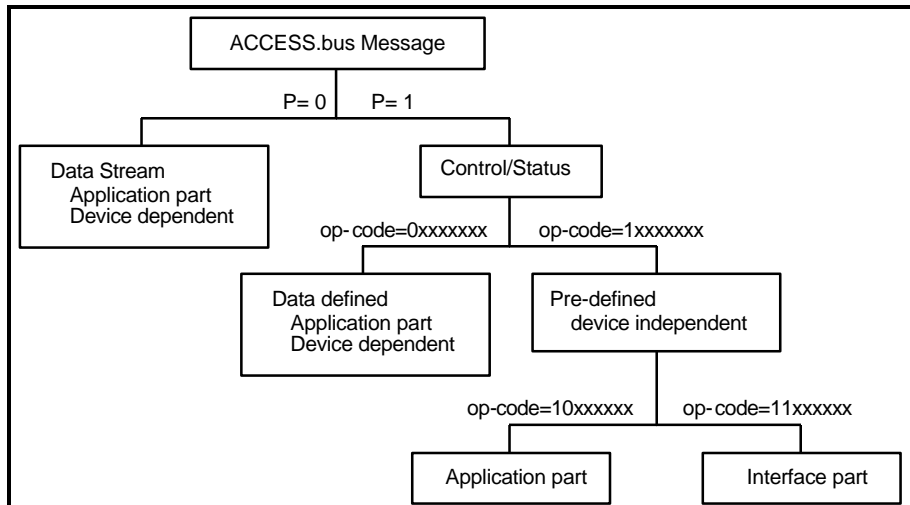 ACCESS.bus Message
P= 0
P= 1
Data Stream
Application part
Device dependent
Control/Status
op-code=0xxxxxxx
op-code=1xxxxxxx
Data defined
Application part
Device dependent
Pre-defined
device independent
op-code=10xxxxxx
op-code=11xxxxxx
Application part
Interface part